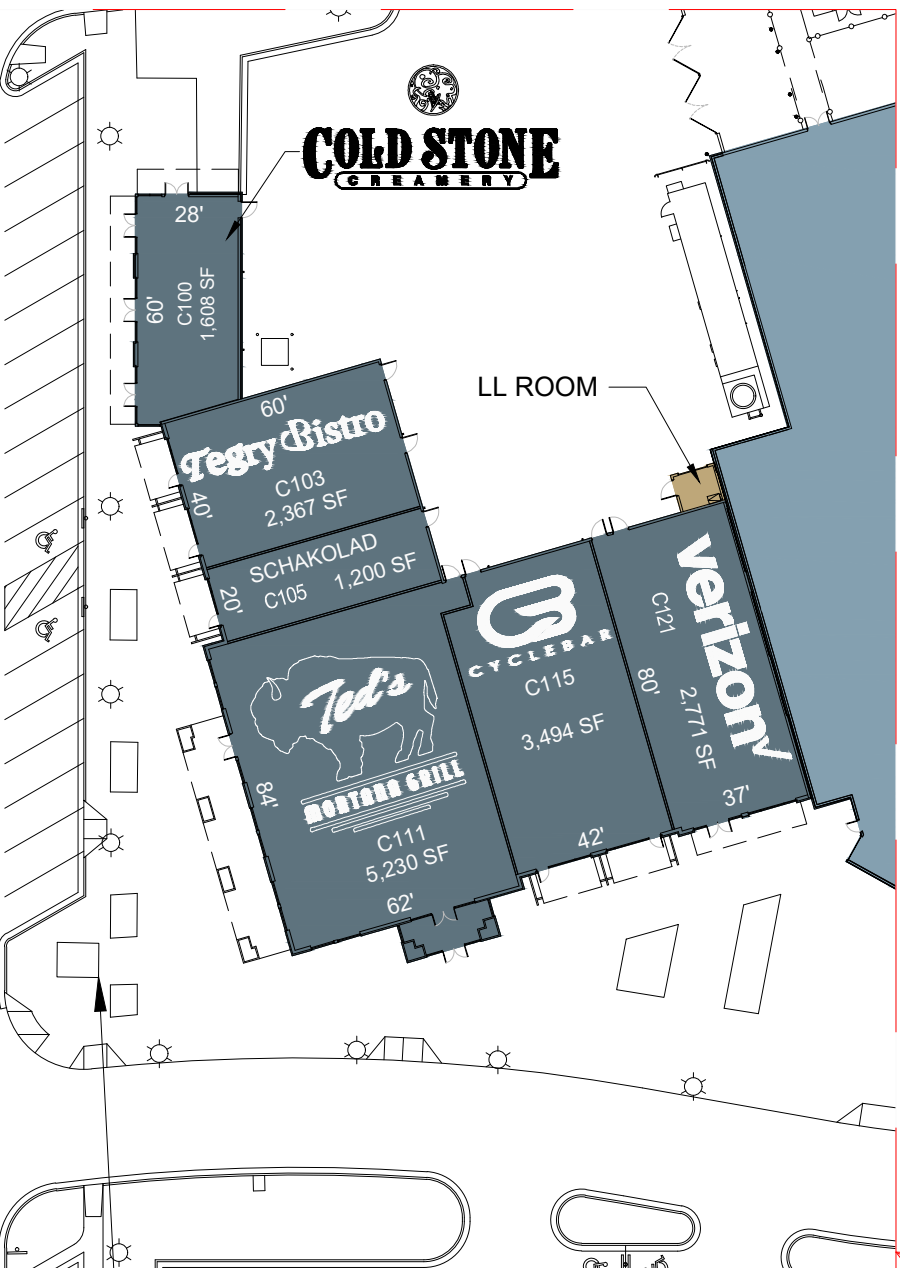 COLD STONE
CREAMERY
28'
60'
C100
1,608 SF
LL ROOM
60'
Tegry Bistro
C103
2,367 SF
40'
SCHAKOLAD
C105 1,200 SF
20'
Ted's
MONTANA GRILL
C111
5,230 SF
84'
62'
CYCLEBAR
C115
3,494 SF
42'
verizon
C121
2,771 SF
80'
37'